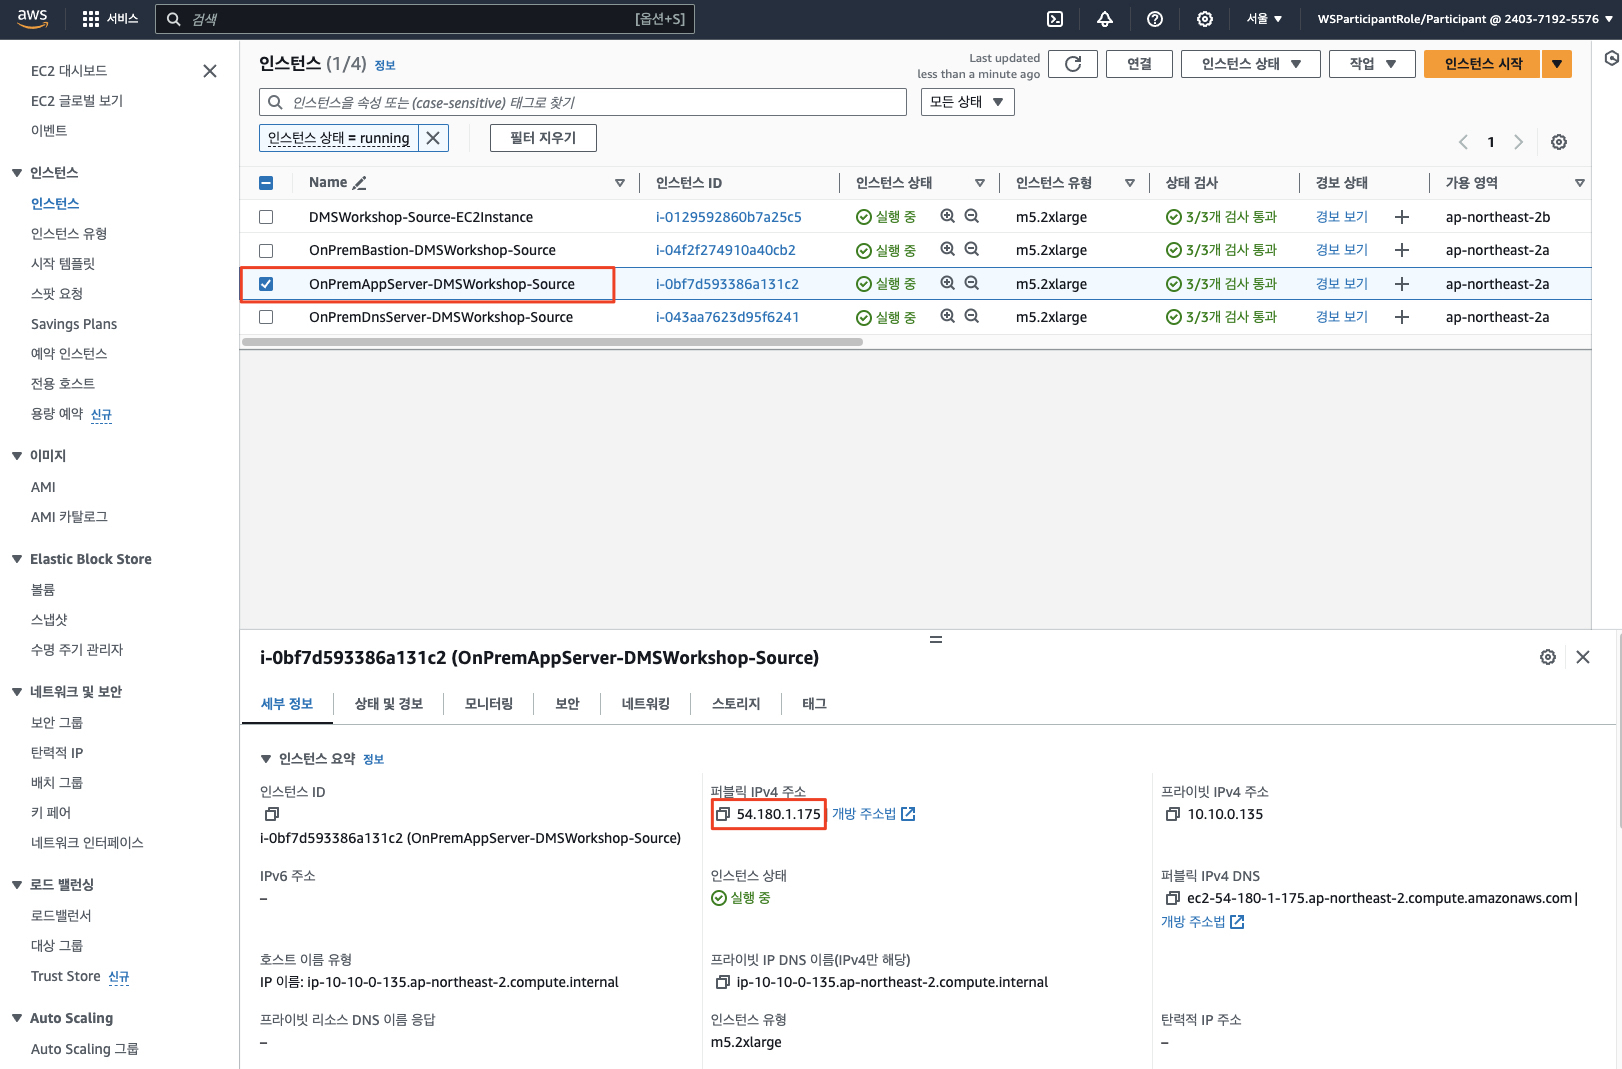 aws
서비스
검색
[옵션+S]
서울
WSParticipantRole/Participant @ 2403-7192-5576
EC2 대시보드
EC2 글로벌 보기
이벤트
인스턴스
인스턴스
인스턴스 유형
시작 템플릿
스팟 요청
Savings Plans
예약 인스턴스
전용 호스트
용량 예약 신규
이미지
AMI
AMI 카탈로그
Elastic Block Store
볼륨
스냅샷
수명 주기 관리자
네트워크 및 보안
보안 그룹
탄력적 IP
배치 그룹
키 페어
네트워크 인터페이스
로드 밸런싱
로드밸런서
대상 그룹
Trust Store 신규
Auto Scaling
Auto Scaling 그룹
인스턴스 (1/4) 정보
Last updated
less than a minute ago
연결
인스턴스 상태
작업
인스턴스 시작
인스턴스을 속성 또는 (case-sensitive) 태그로 찾기
모든 상태
인스턴스 상태 = running
필터 지우기
1
Name 인스턴스 ID 인스턴스 상태 인스턴스 유형 상태 검사 경보 상태 가용 영역
DMSWorkshop-Source-EC2Instance i-0129592860b7a25c5 실행 중 m5.2xlarge 3/3개 검사 통과 경보 보기 ap-northeast-2b
OnPremBastion-DMSWorkshop-Source i-04f2f274910a40cb2 실행 중 m5.2xlarge 3/3개 검사 통과 경보 보기 ap-northeast-2a
OnPremAppServer-DMSWorkshop-Source i-0bf7d593386a131c2 실행 중 m5.2xlarge 3/3개 검사 통과 경보 보기 ap-northeast-2a
OnPremDnsServer-DMSWorkshop-Source i-043aa7623d95f6241 실행 중 m5.2xlarge 3/3개 검사 통과 경보 보기 ap-northeast-2a
i-0bf7d593386a131c2 (OnPremAppServer-DMSWorkshop-Source)
세부 정보 상태 및 경보 모니터링 보안 네트워킹 스토리지 태그
인스턴스 요약 정보
인스턴스 ID
i-0bf7d593386a131c2 (OnPremAppServer-DMSWorkshop-Source)
퍼블릭 IPv4 주소
54.180.1.175 개방 주소법
프라이빗 IPv4 주소
10.10.0.135
IPv6 주소
–
인스턴스 상태
실행 중
퍼블릭 IPv4 DNS
ec2-54-180-1-175.ap-northeast-2.compute.amazonaws.com |
개방 주소법
호스트 이름 유형
IP 이름: ip-10-10-0-135.ap-northeast-2.compute.internal
프라이빗 IP DNS 이름(IPv4만 해당)
ip-10-10-0-135.ap-northeast-2.compute.internal
프라이빗 리소스 DNS 이름 응답
–
인스턴스 유형
m5.2xlarge
탄력적 IP 주소
–